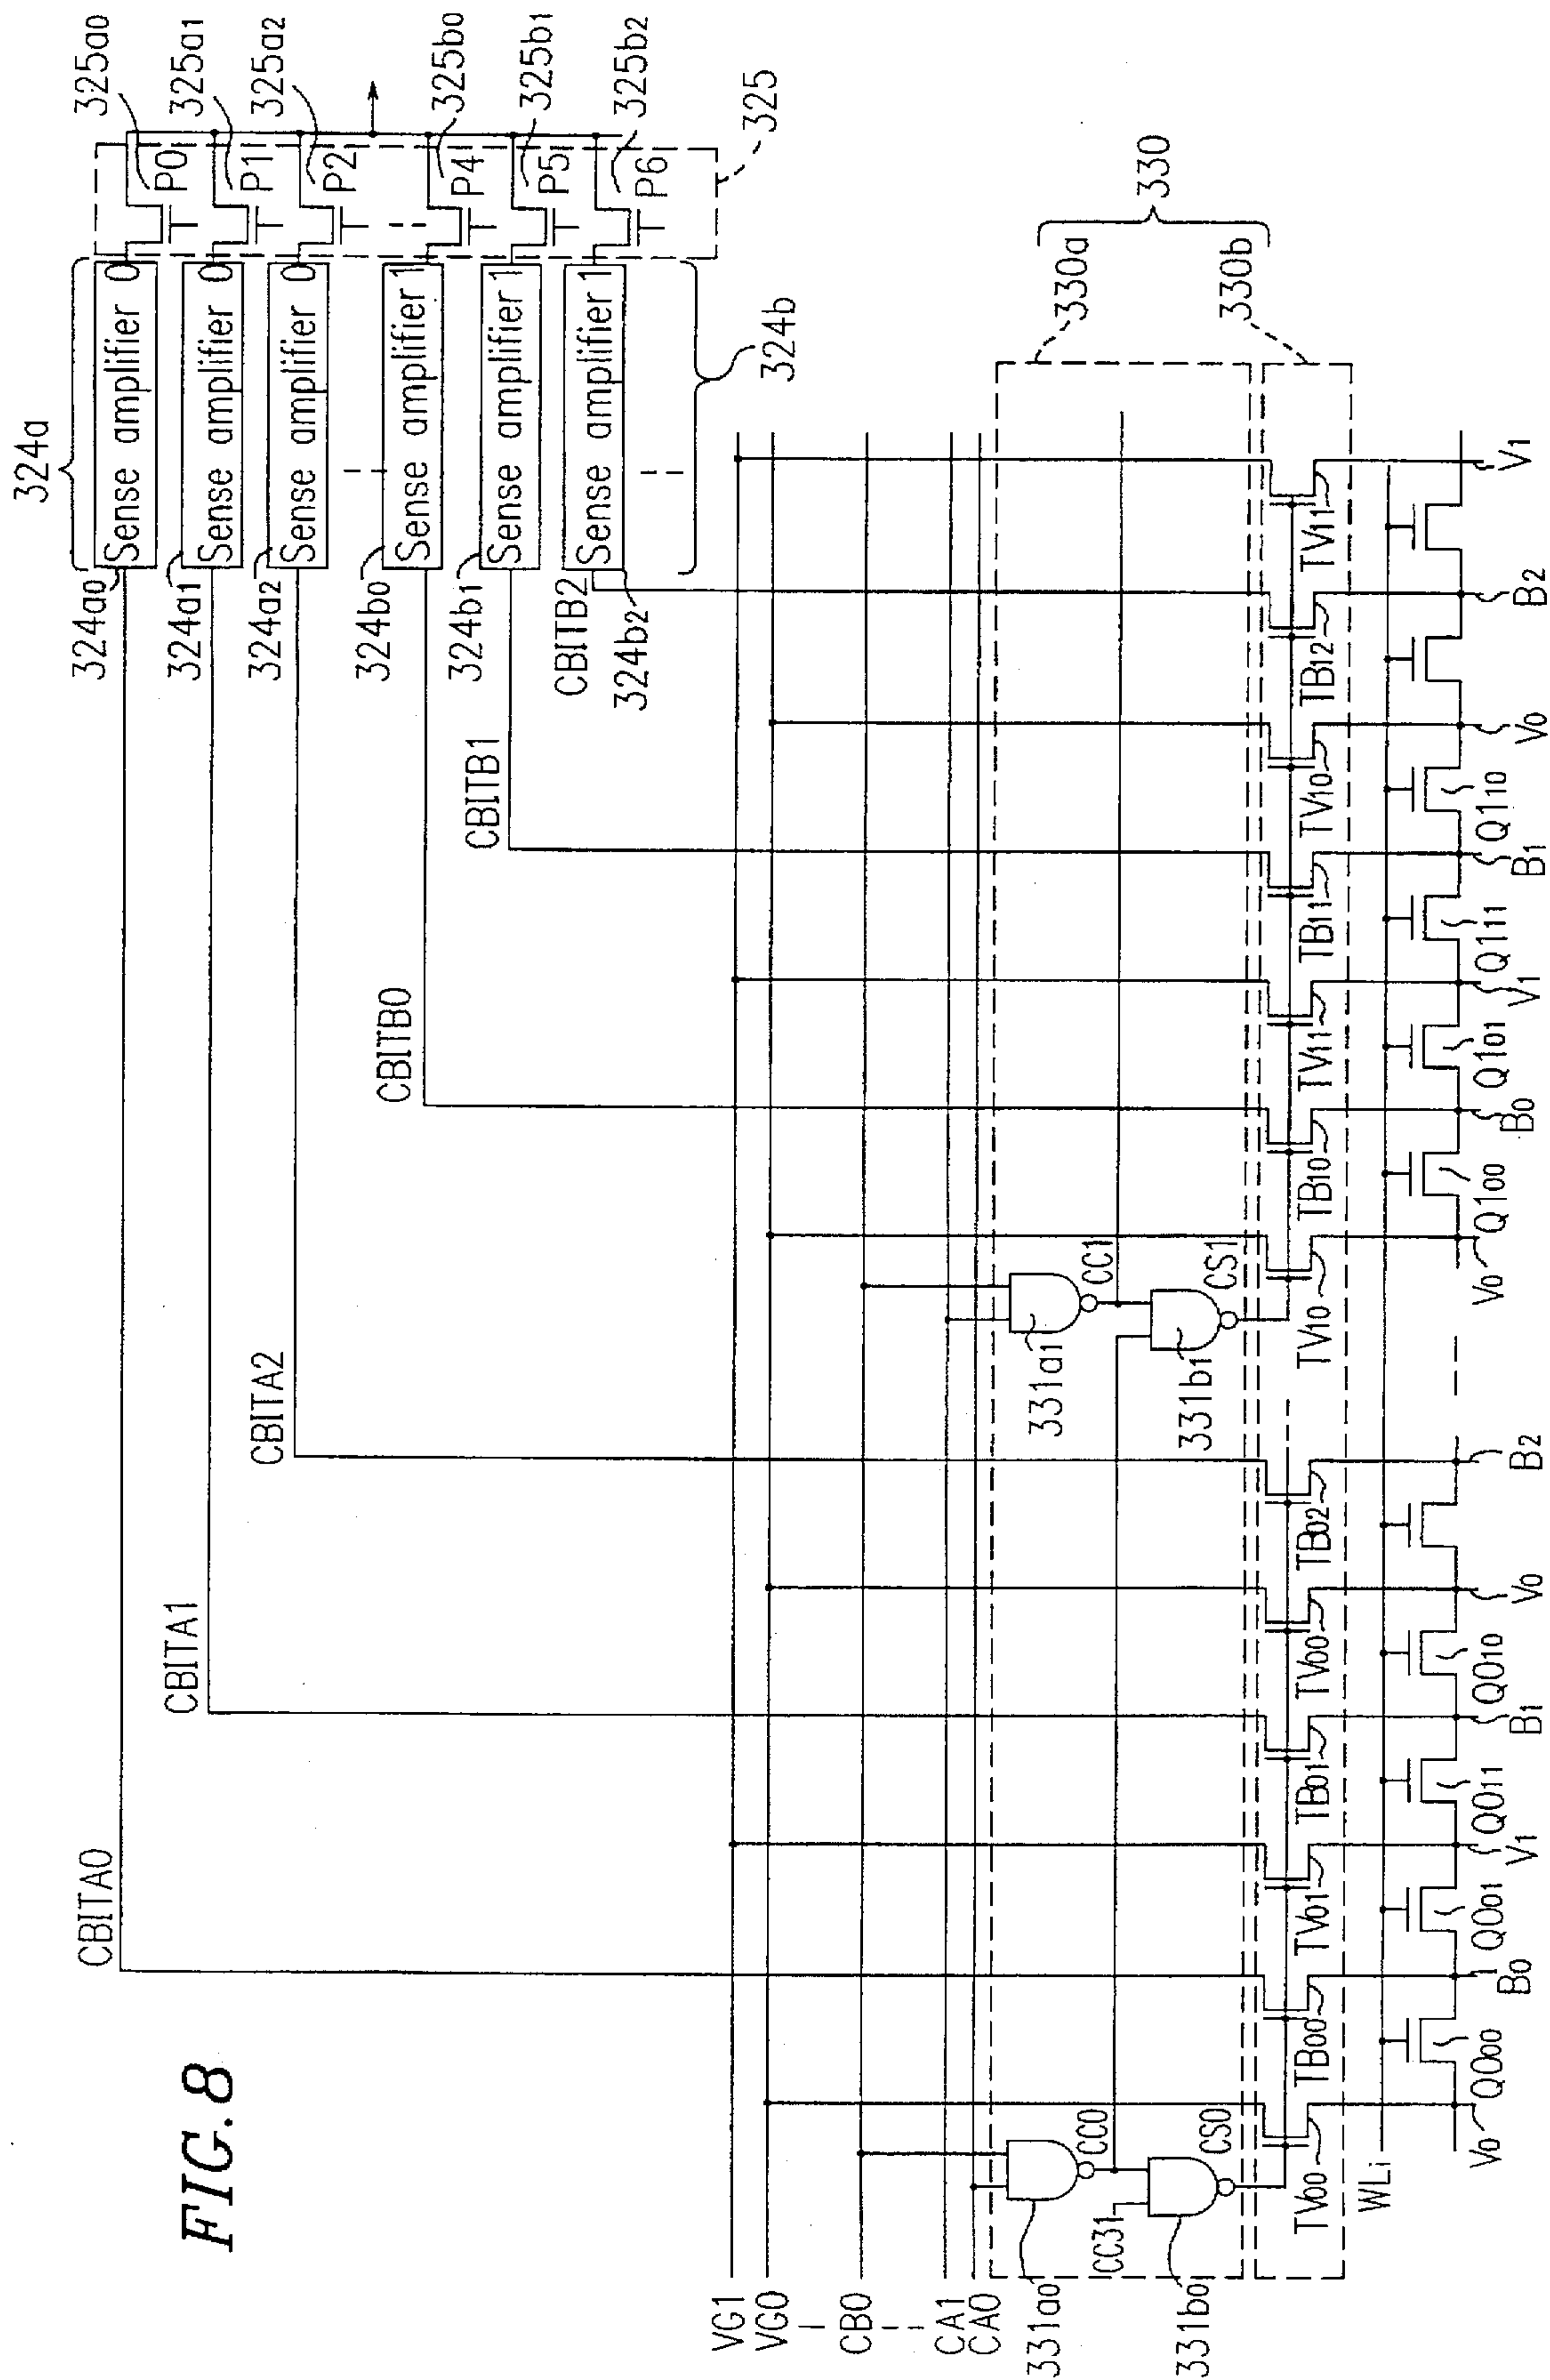 FIG.8
324a
324a0
Sense amplifier 0
325a0
P0
324a1
Sense amplifier 0
325a1
P1
324a2
Sense amplifier 0
325a2
P2
324b0
Sense amplifier 1
325b0
P4
324b1
Sense amplifier 1
325b1
P5
324b2
Sense amplifier 1
325b2
P6
324b
325
CBITA0
CBITA1
CBITA2
CBITB0
CBITB1
CBITB2
VG1
VG0
CB0
CA1
CA0
330
330a
330b
331a0
CC0
CC31
331b0
CS0
331a1
CC1
331b1
CS1
TV00
TB00
TV01
TB01
TV00
TB02
TV10
TB10
TV11
TB11
TV10
TB12
TV11
WLi
V0
Q000
B0
Q001
V1
Q011
B1
Q010
V0
B2
V0
Q100
B0
Q101
V1
Q111
B1
Q110
V0
B2
V1